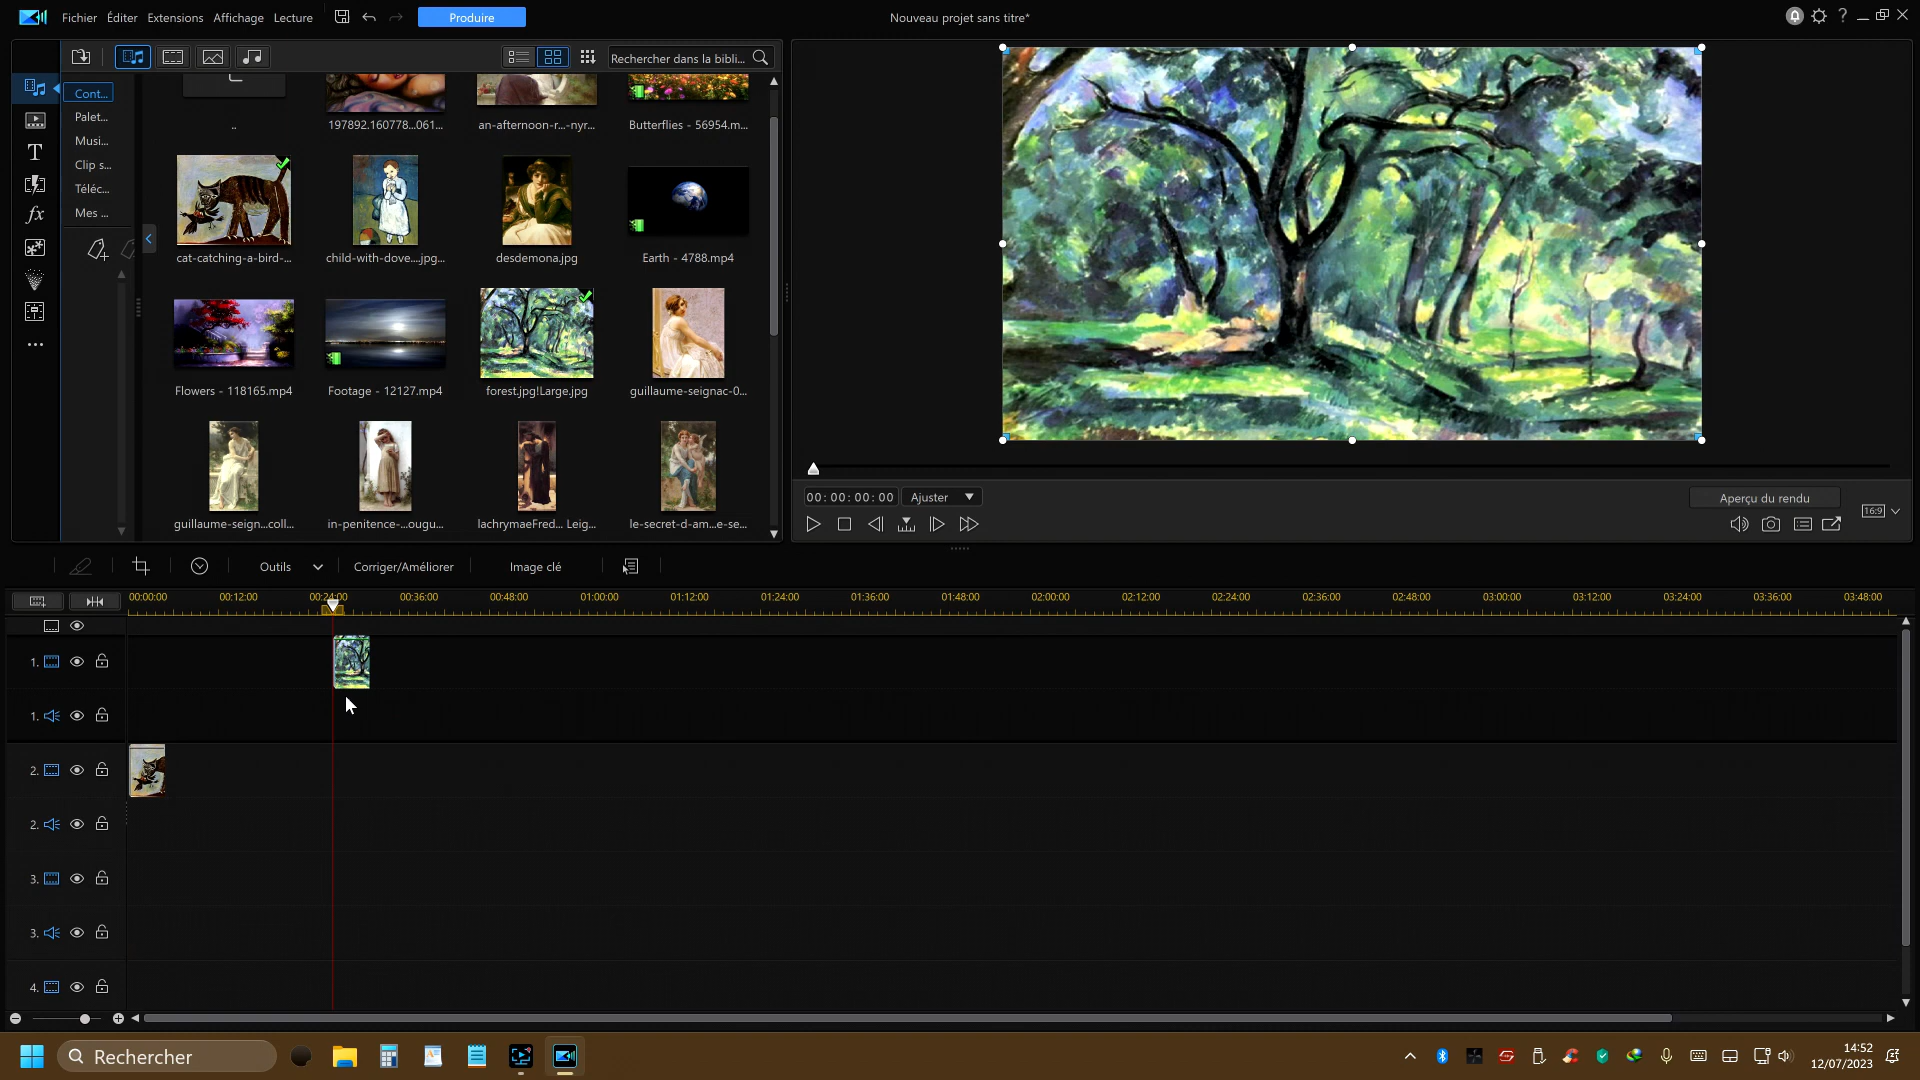 Fichier Éditer Extensions Affichage Lecture Produire Nouveau projet sans titre*
Rechercher dans la bibli...
Cont...
Palet...
Musi...
Clip s...
Téléc...
Mes ...
.. 197892.160778...061... an-afternoon-r...-nyr... Butterflies - 56954.m...
cat-catching-a-bird-... child-with-dove....jpg... desdemona.jpg Earth - 4788.mp4
Flowers - 118165.mp4 Footage - 12127.mp4 forest.jpg!Large.jpg guillaume-seignac-0...
guillaume-seign...coll... in-penitence-...ougu... lachrymaeFred... Leig... le-secret-d-am...e-se...
00:00:00:00 Ajuster Aperçu du rendu
16:9
Outils Corriger/Améliorer Image clé
00:00:00 00:12:00 00:24:00 00:36:00 00:48:00 01:00:00 01:12:00 01:24:00 01:36:00 01:48:00 02:00:00 02:12:00 02:24:00 02:36:00 02:48:00 03:00:00 03:12:00 03:24:00 03:36:00 03:48:00
1.
1.
2.
2.
3.
3.
4.
Rechercher
14:52
12/07/2023